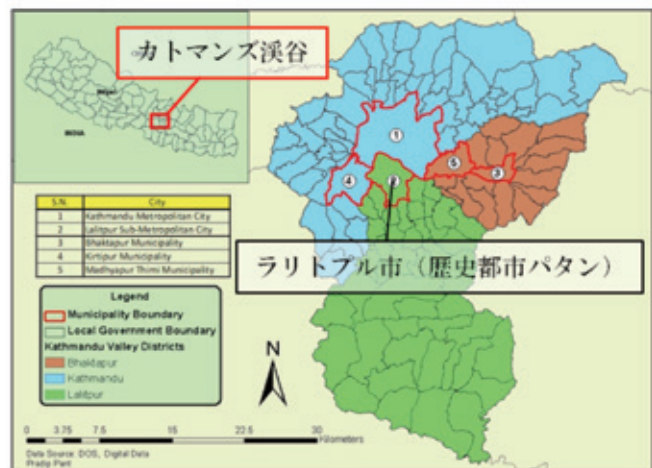 カトマンズ渓谷
INDIA
S.N. City
1 Kathmandu Metropolitan City
2 Lalitpur Sub-Metropolitan City
3 Bhaktapur Municipality
4 Kirtipur Municipality
5 Madhyapur Thimi Municipality
1
5
3
4
ラリトプル市（歴史都市パタン）
Legend
Municipality Boundary
Local Government Boundary
Kathmandu Valley Districts
Bhaktapur
Kathmandu
Lalitpur
N
0 3.75 7.5 15 22.5 30
Kilometers
Data Source: DOS, Digital Data
Pradip Pant